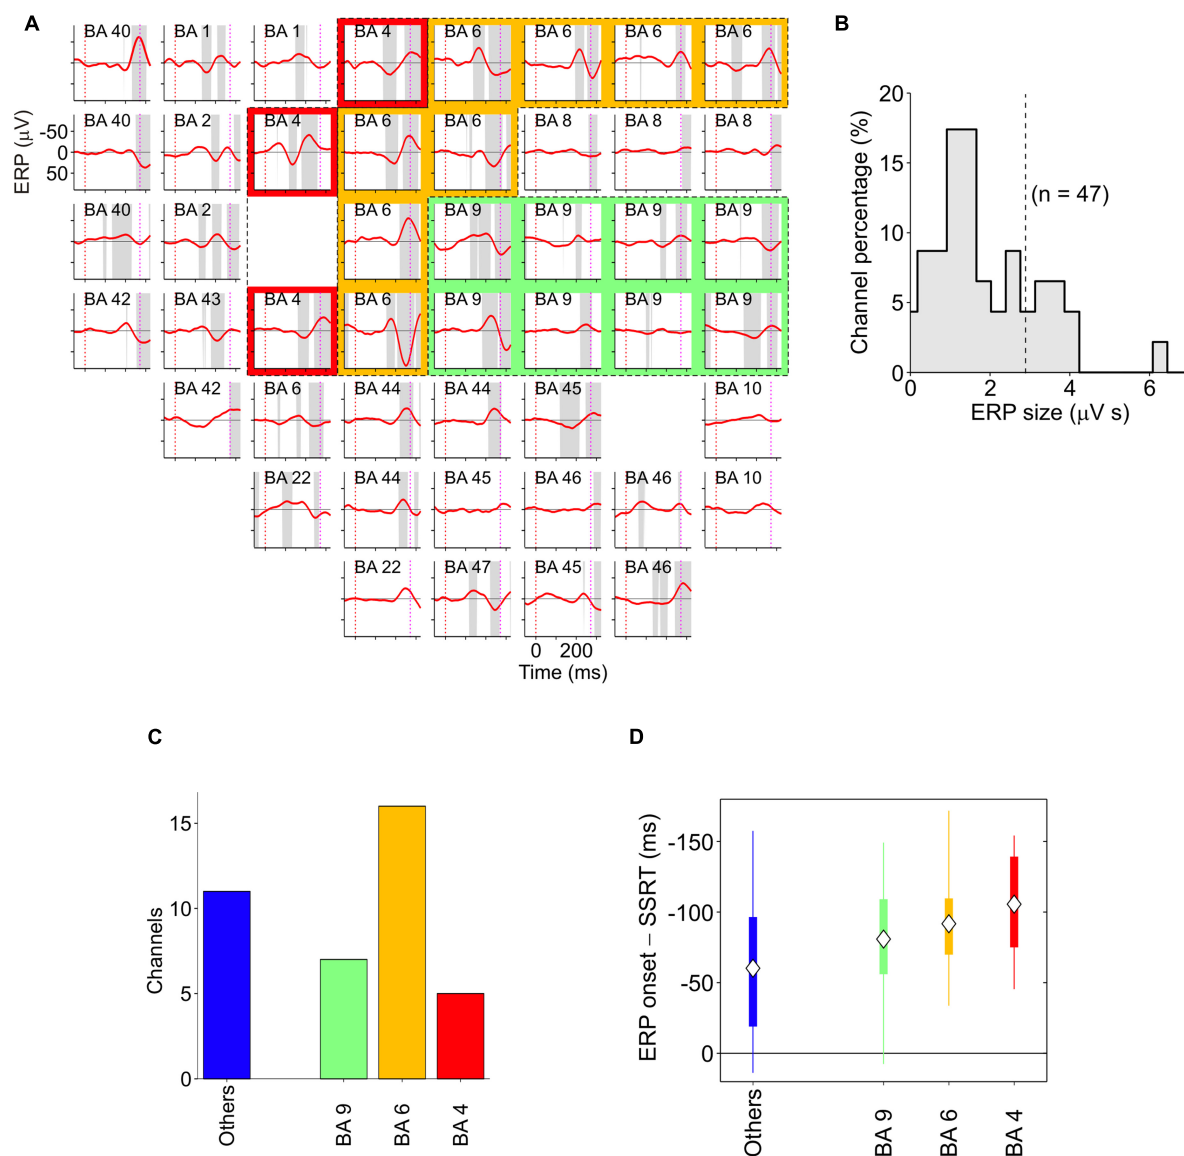 A
BA 40 BA 1 BA 1 BA 4 BA 6 BA 6 BA 6 BA 6
ERP (μV)
-50
0
50
BA 40 BA 2 BA 4 BA 6 BA 6 BA 8 BA 8 BA 8
BA 40 BA 2 BA 6 BA 9 BA 9 BA 9 BA 9
BA 42 BA 43 BA 4 BA 6 BA 9 BA 9 BA 9 BA 9
BA 42 BA 6 BA 44 BA 44 BA 45 BA 10
BA 22 BA 44 BA 45 BA 46 BA 46 BA 10
BA 22 BA 47 BA 45 BA 46
0 200
Time (ms)
B
Channel percentage (%)
20
15
10
5
0
(n = 47)
0 2 4 6
ERP size (μV s)
C
Channels
15
10
5
0
Others BA 9 BA 6 BA 4
D
ERP onset – SSRT (ms)
-150
-100
-50
0
Others BA 9 BA 6 BA 4